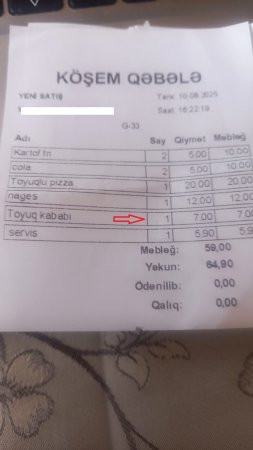 KÖŞEM QƏBƏLƏ
YENİ SATIŞ Tarix: 10.08.2025
Saat: 16:22:19
G-33
Adı Say Qiymət Məbləğ
Kartof fri 2 5,00 10,00
cola 2 5,00 10,00
Toyuqlu pizza 1 20,00 20,00
nages 1 12,00 12,00
Toyuq kababı 1 7,00 7,00
servis 1 5,90 5,9
Məbləğ: 59,00
Yekun: 64,90
Ödənilib: 0,00
Qalıq: 0,00